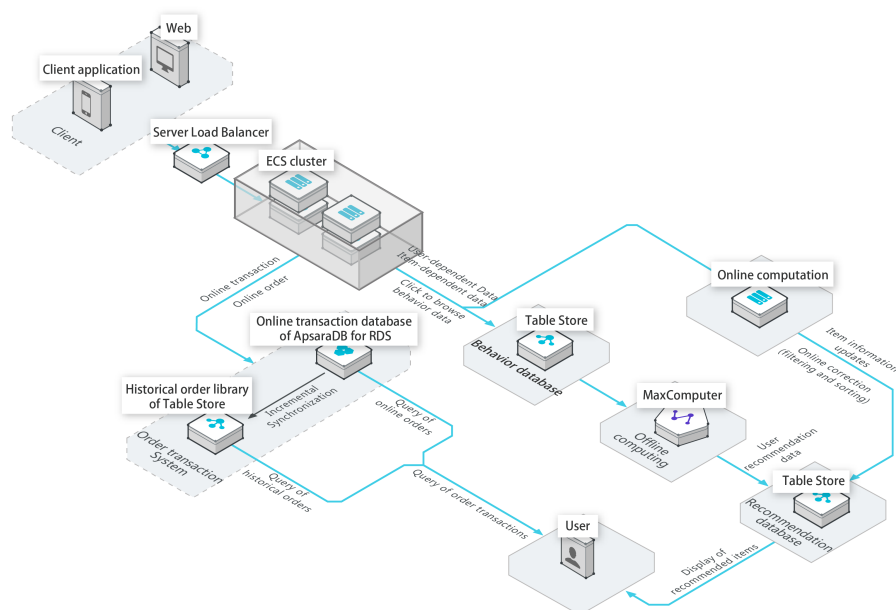 Web
Client application
Client
Server Load Balancer
ECS cluster
Online transaction
Online order
User-dependent Data
Item-dependent data
Click to browse
behavior data
Online computation
Item information
updates
Online correction
(filtering and sorting)
Online transaction database
of ApsaraDB for RDS
Table Store
Behavior database
Historical order library
of Table Store
Incremental
Synchronization
Order transaction
System
Query of
online orders
Query of
historical orders
MaxComputer
Offline
computing
User
recommendation
data
Table Store
Recommendation
database
Query of order transactions
User
Display of
recommended items